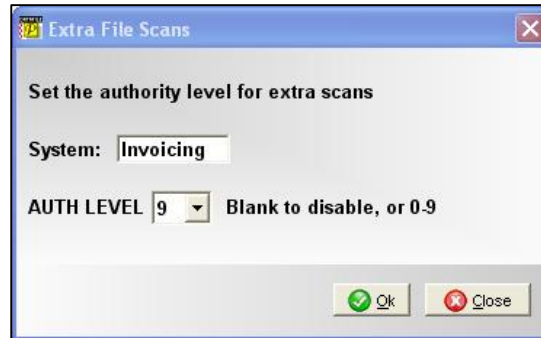 Extra File Scans
Set the authority level for extra scans
System: Invoicing
AUTH LEVEL 9 Blank to disable, or 0-9
Ok Close